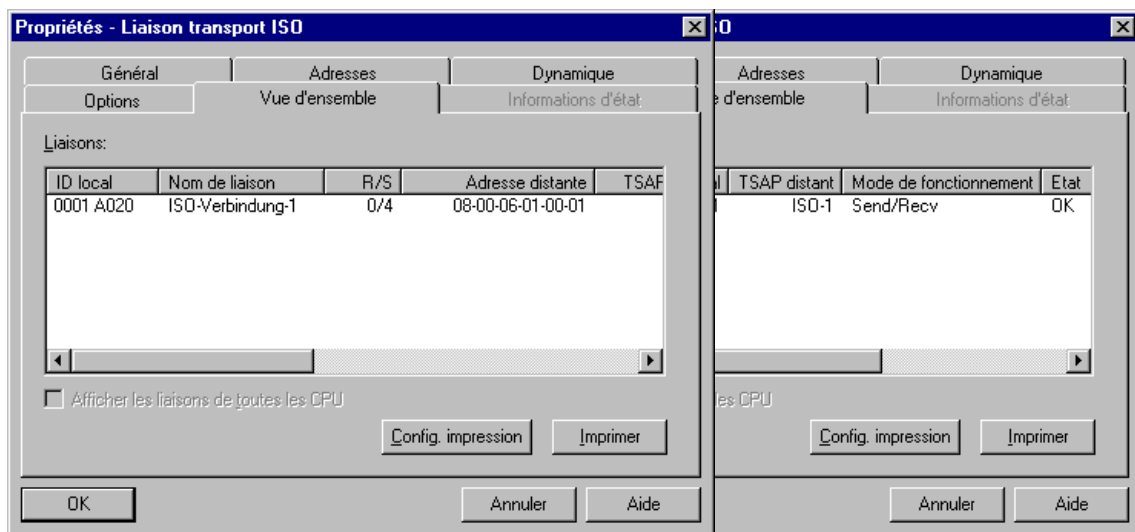 Propriétés - Liaison transport ISO
Général Adresses Dynamique
Options Vue d'ensemble Informations d'état
Liaisons:
ID local Nom de liaison R/S Adresse distante TSAP
0001 A020 ISO-Verbindung-1 0/4 08-00-06-01-00-01
Afficher les liaisons de toutes les CPU
Config. impression Imprimer
OK Annuler Aide
Adresses Dynamique
d'ensemble Informations d'état
TSAP distant Mode de fonctionnement Etat
ISO-1 Send/Recv OK
les CPU
Config. impression Imprimer
Annuler Aide